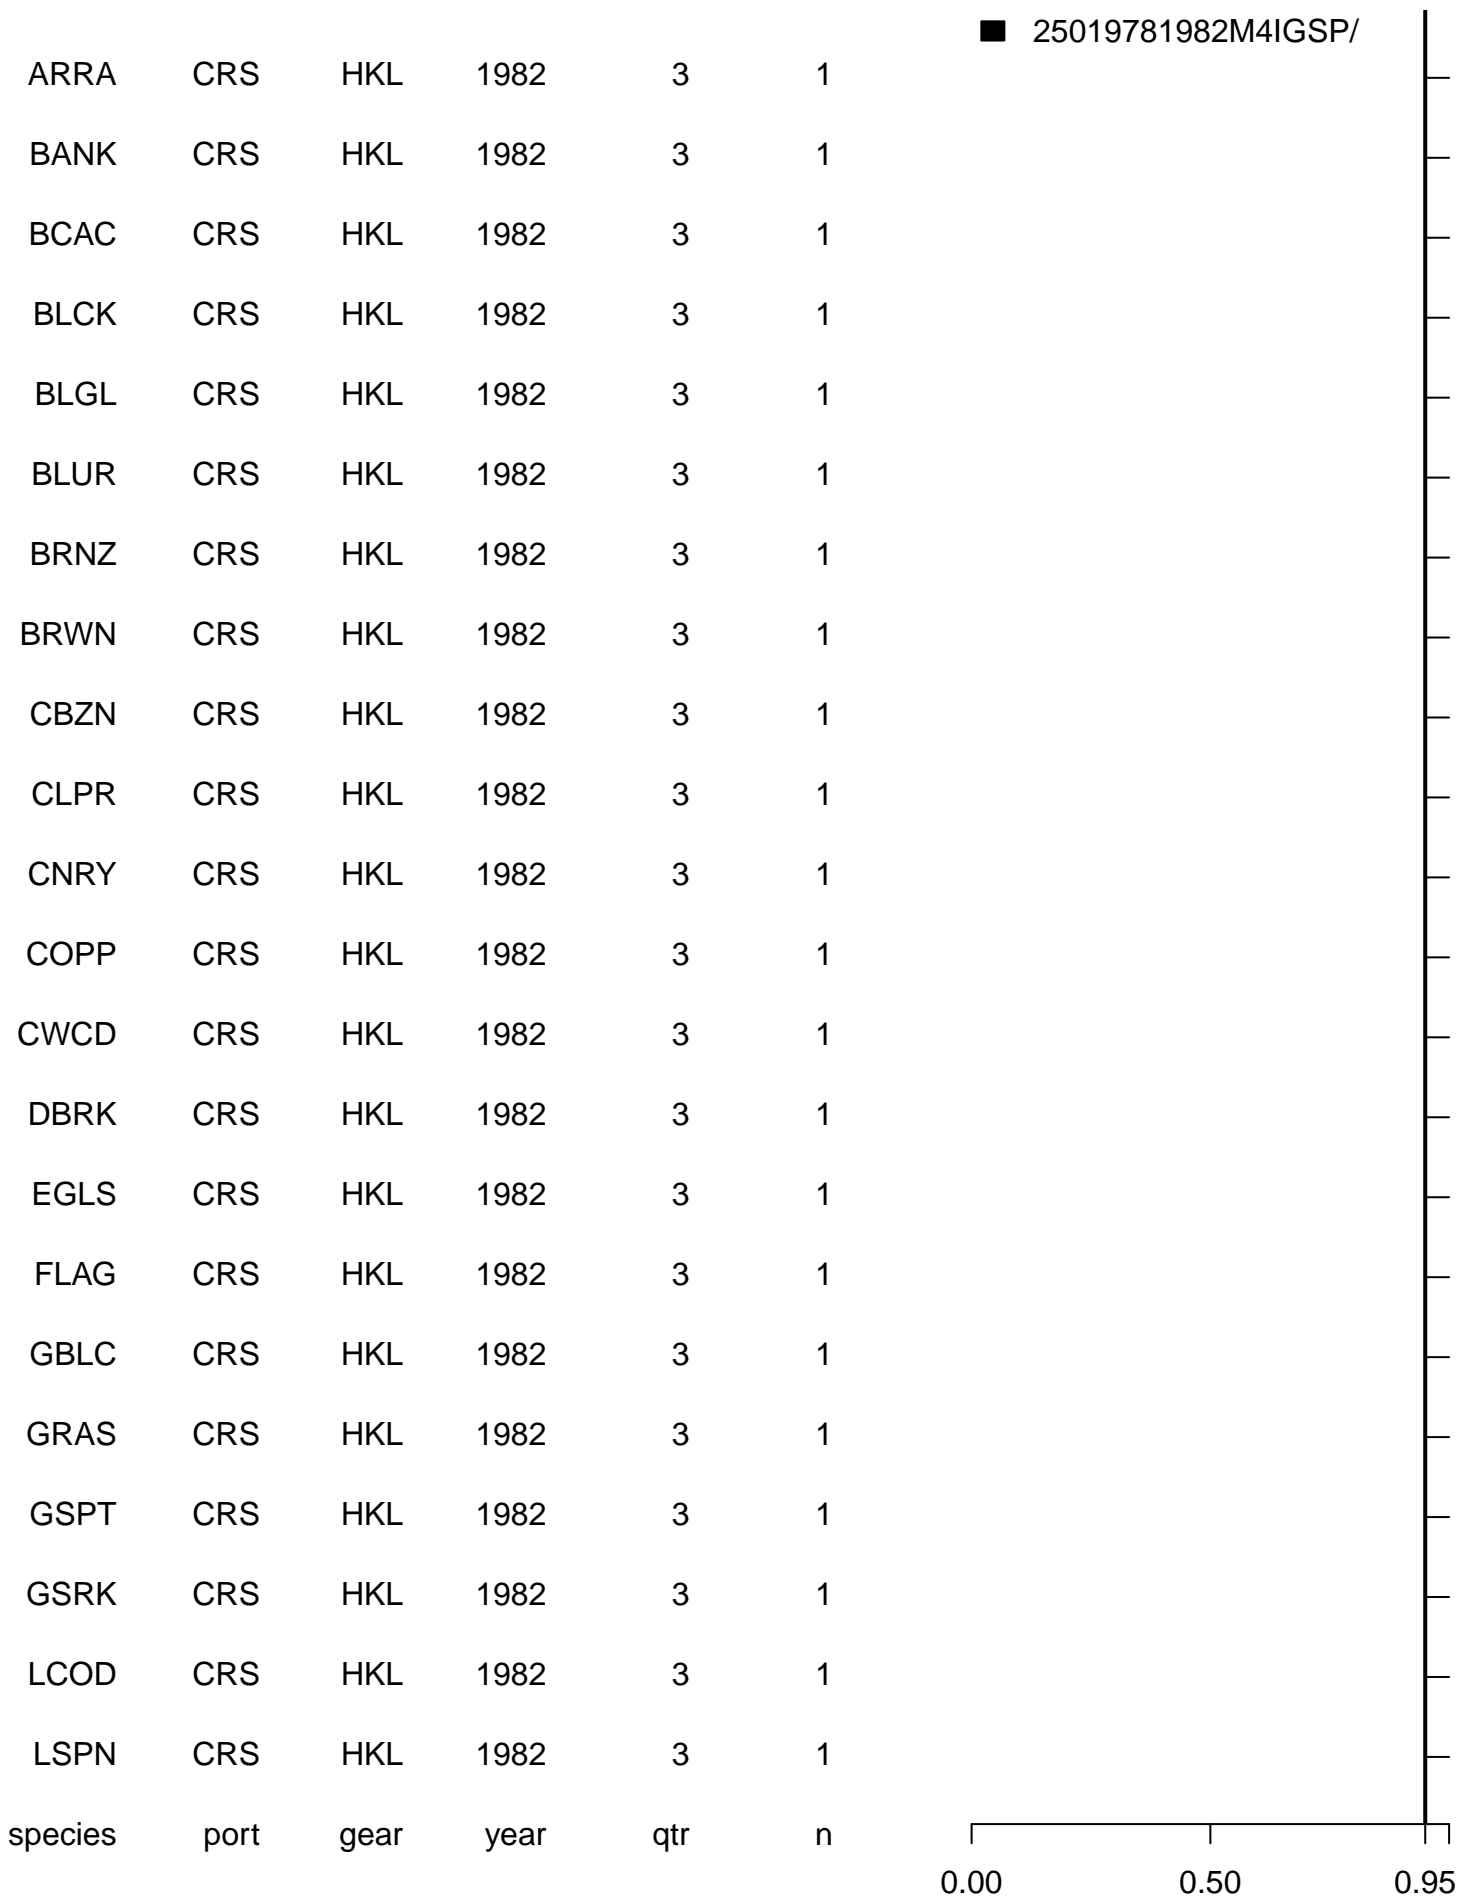 25019781982M4IGSP/
ARRA CRS HKL 1982 3 1
BANK CRS HKL 1982 3 1
BCAC CRS HKL 1982 3 1
BLCK CRS HKL 1982 3 1
BLGL CRS HKL 1982 3 1
BLUR CRS HKL 1982 3 1
BRNZ CRS HKL 1982 3 1
BRWN CRS HKL 1982 3 1
CBZN CRS HKL 1982 3 1
CLPR CRS HKL 1982 3 1
CNRY CRS HKL 1982 3 1
COPP CRS HKL 1982 3 1
CWCD CRS HKL 1982 3 1
DBRK CRS HKL 1982 3 1
EGLS CRS HKL 1982 3 1
FLAG CRS HKL 1982 3 1
GBLC CRS HKL 1982 3 1
GRAS CRS HKL 1982 3 1
GSPT CRS HKL 1982 3 1
GSRK CRS HKL 1982 3 1
LCOD CRS HKL 1982 3 1
LSPN CRS HKL 1982 3 1
species port gear year qtr n
0.00 0.50 0.95